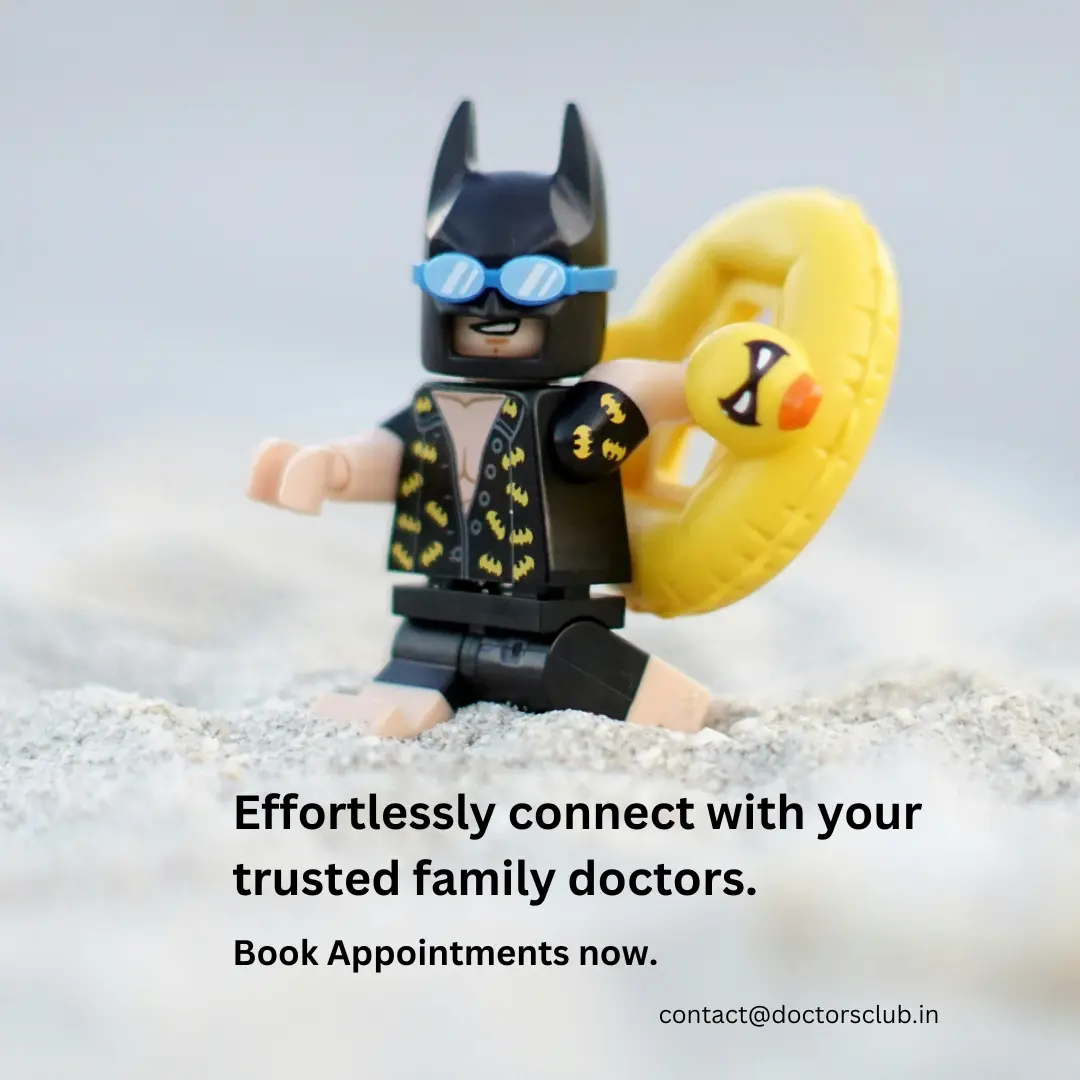 Effortlessly connect with your
trusted family doctors.
Book Appointments now.
contact@doctorsclub.in